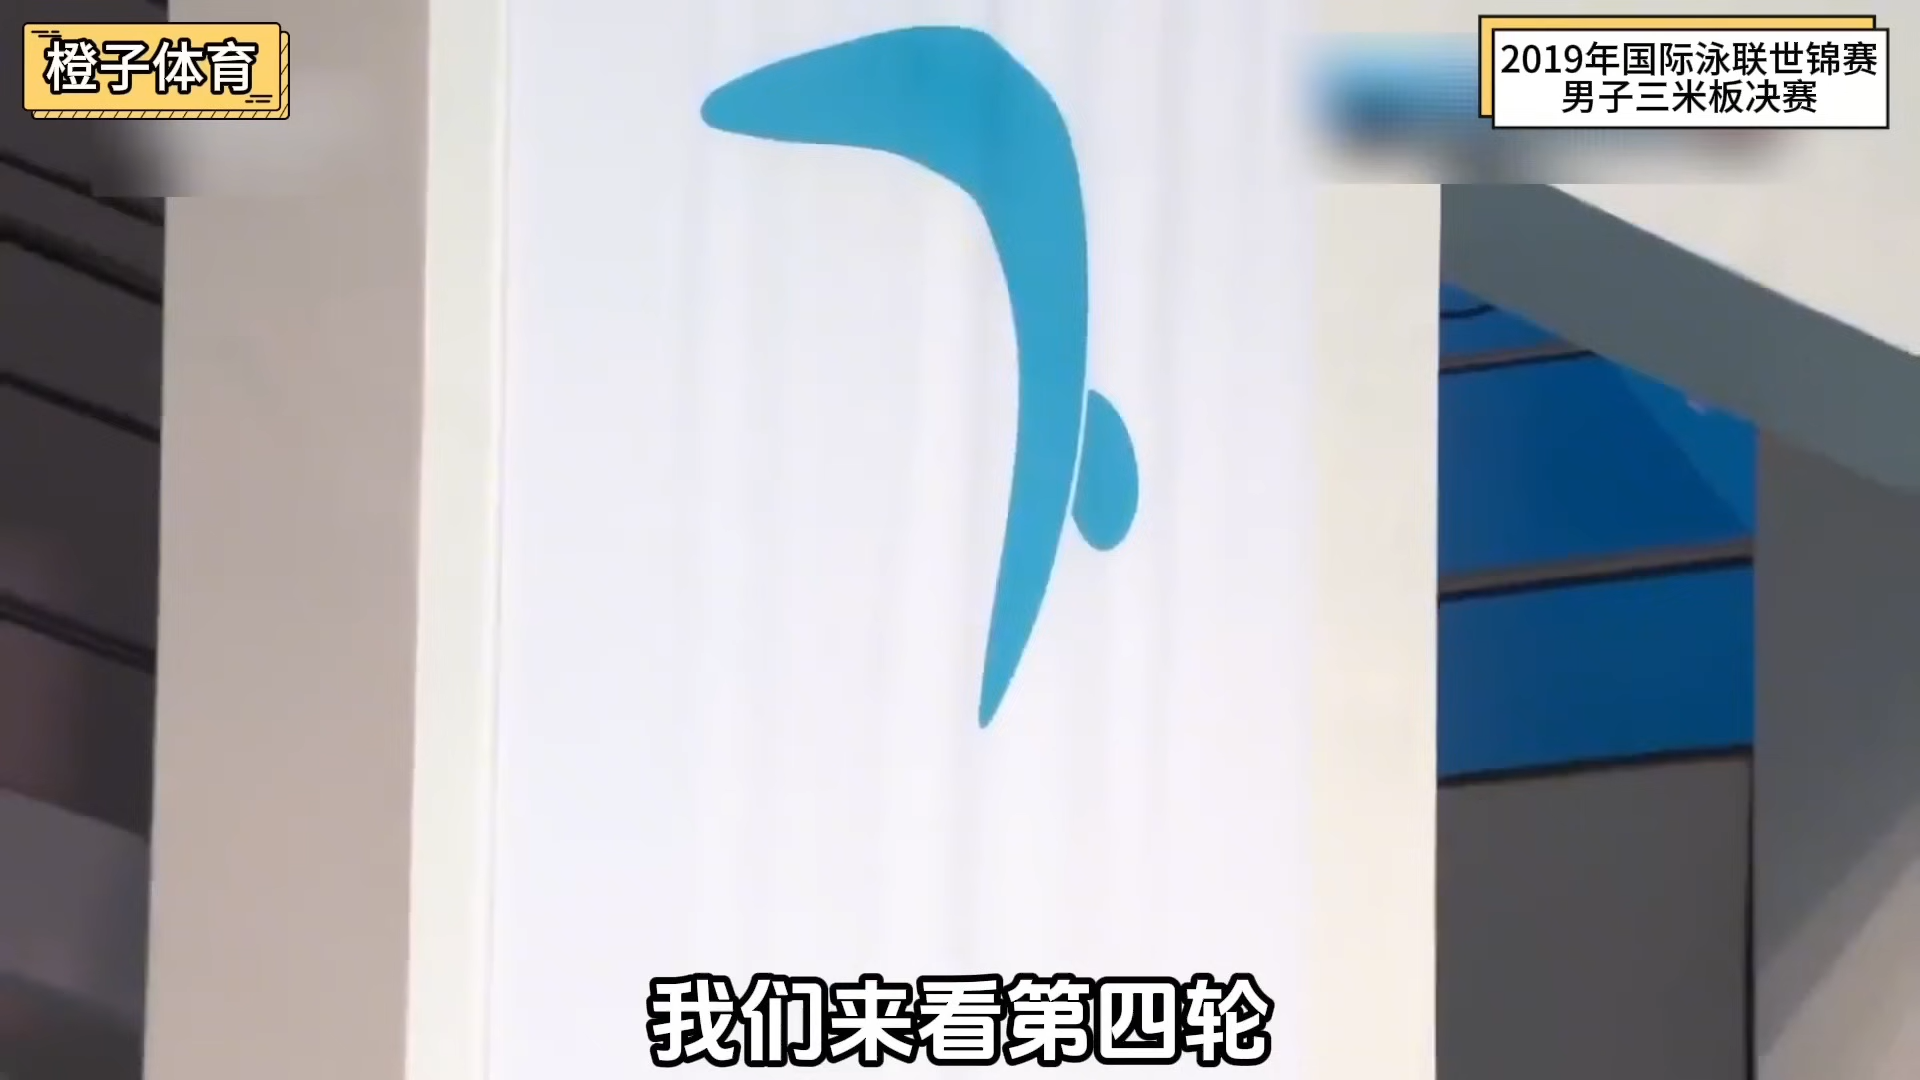 橙子体育
2019年国际泳联世锦赛
男子三米板决赛
我们来看第四轮